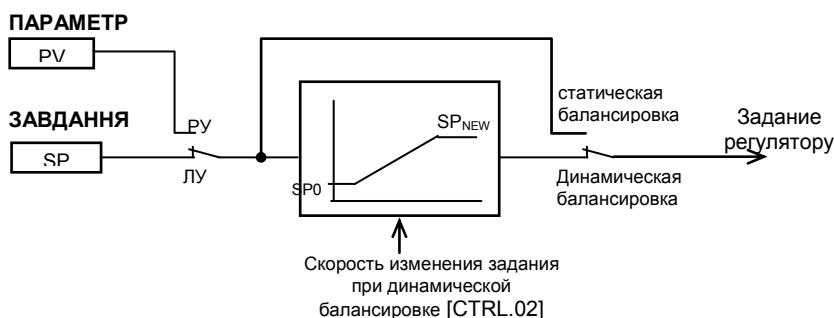 ПАРАМЕТР
PV
ЗАВДАННЯ
SP
РУ
ЛУ
SP0
SPNEW
статическая
балансировка
Динамическая
балансировка
Задание
регулятору
Скорость изменения задания
при динамической
балансировке [CTRL.02]